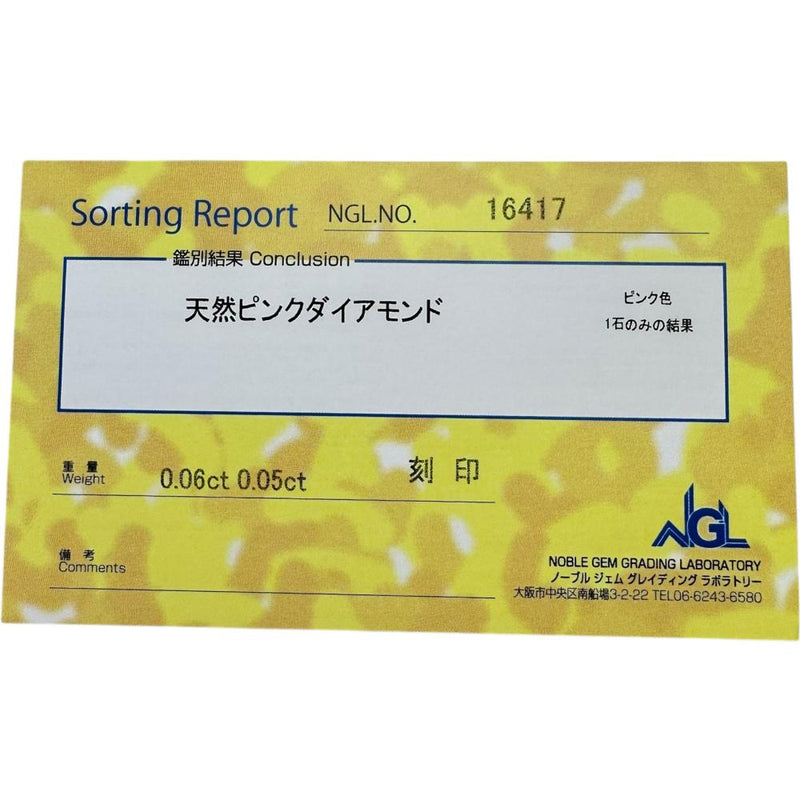 Sorting Report NGL.NO. 16417
鑑別結果 Conclusion
天然ピンクダイアモンド
ピンク色
1石のみの結果
重量
Weight
0.06ct 0.05ct 刻印
備考
Comments
NGL
NOBLE GEM GRADING LABORATORY
ノーブル ジェム グレイディング ラボラトリー
大阪市中央区南船場3-2-22 TEL06-6243-6580